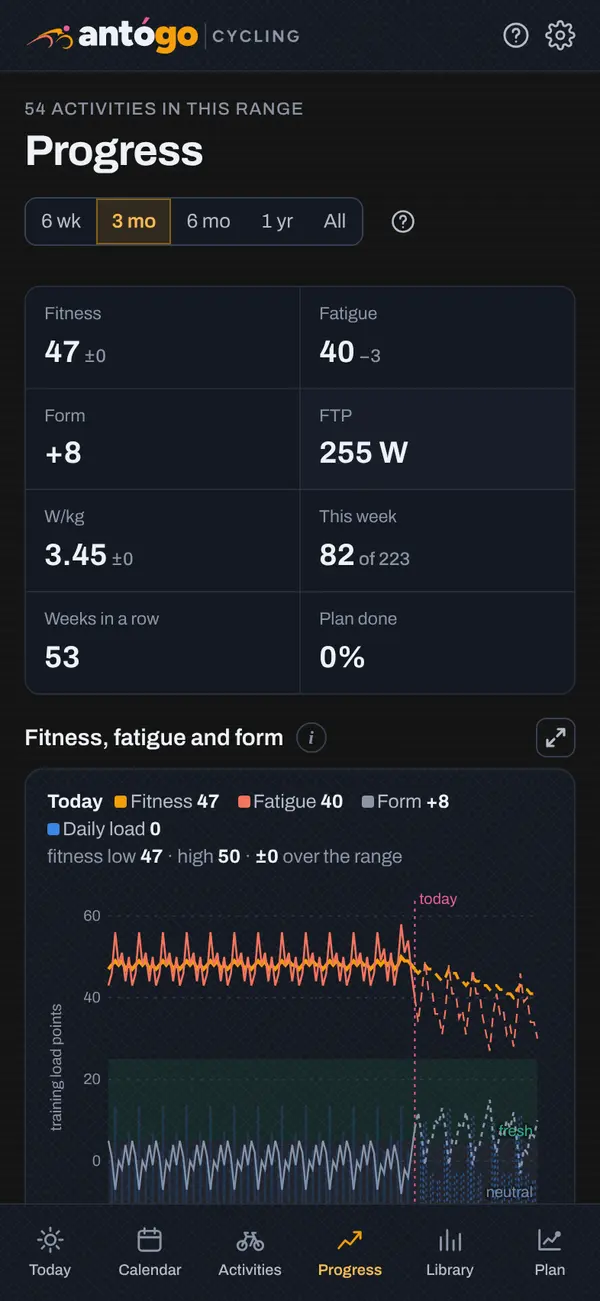 antógo CYCLING
54 ACTIVITIES IN THIS RANGE
Progress
6 wk 3 mo 6 mo 1 yr All
Fitness
47 ±0
Fatigue
40 −3
Form
+8
FTP
255 W
W/kg
3.45 ±0
This week
82 of 223
Weeks in a row
53
Plan done
0%
Fitness, fatigue and form
Today Fitness 47 Fatigue 40 Form +8
Daily load 0
fitness low 47 · high 50 · ±0 over the range
today
60
40
20
0
training load points
fresh
neutral
Today Calendar Activities Progress Library Plan